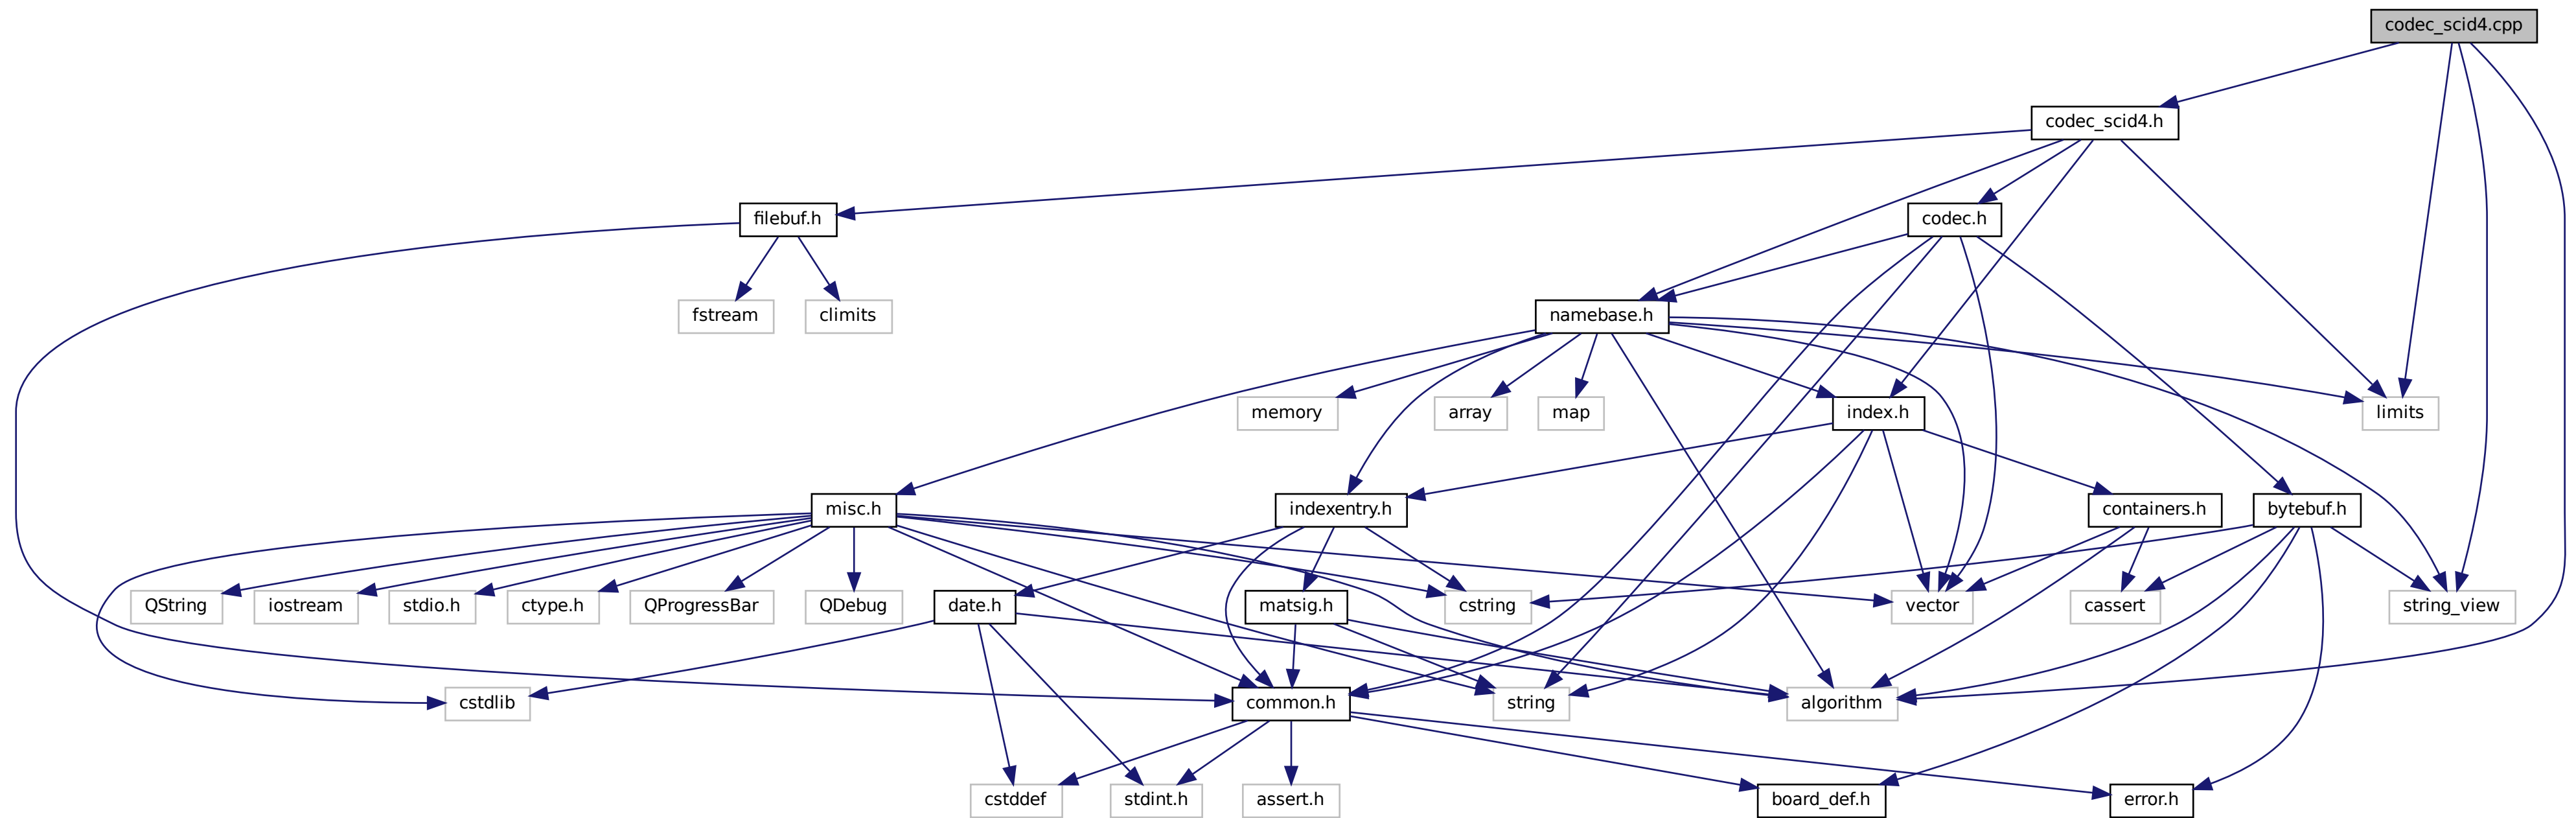 codec_scid4.cpp
codec_scid4.h
filebuf.h
codec.h
fstream
climits
namebase.h
memory
array
map
index.h
limits
misc.h
indexentry.h
containers.h
bytebuf.h
QString
iostream
stdio.h
ctype.h
QProgressBar
QDebug
date.h
matsig.h
cstring
vector
cassert
string_view
cstdlib
common.h
string
algorithm
cstddef
stdint.h
assert.h
board_def.h
error.h